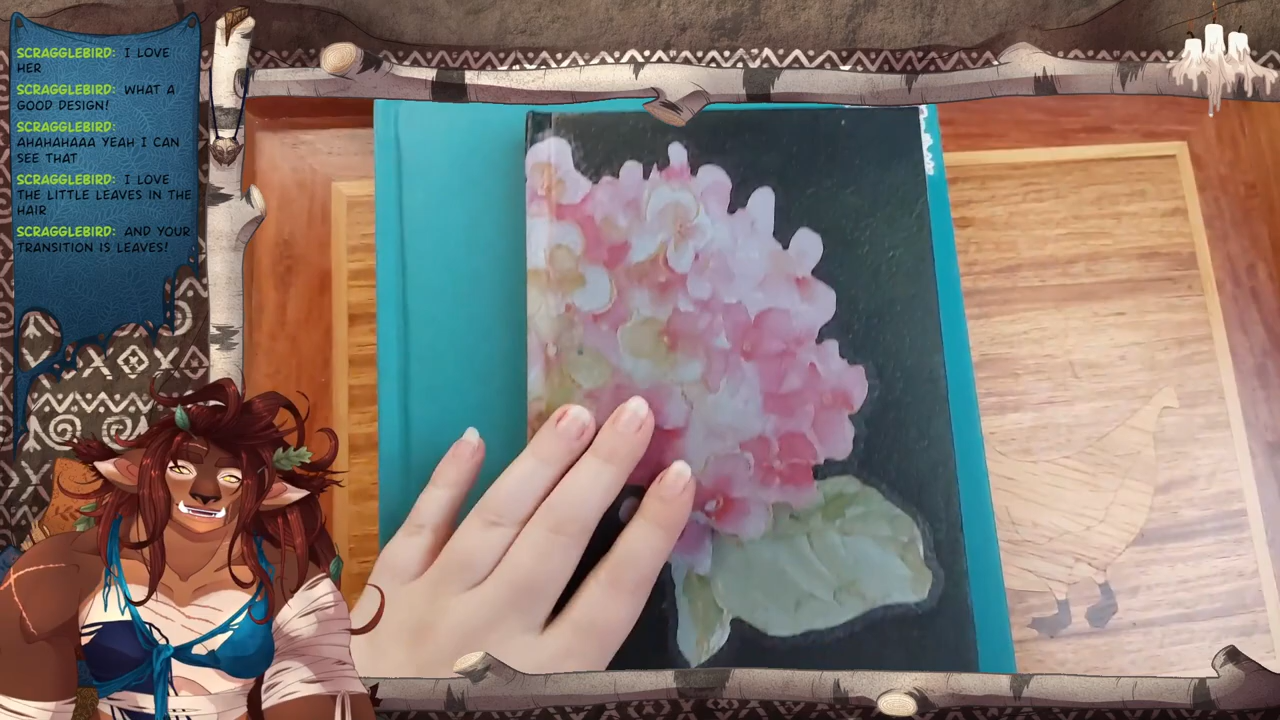 SCRAGGLEBIRD: I LOVE
HER
SCRAGGLEBIRD: WHAT A
GOOD DESIGN!
SCRAGGLEBIRD:
AHAHAHAAA YEAH I CAN
SEE THAT
SCRAGGLEBIRD: I LOVE
THE LITTLE LEAVES IN THE
HAIR
SCRAGGLEBIRD: AND YOUR
TRANSITION IS LEAVES!